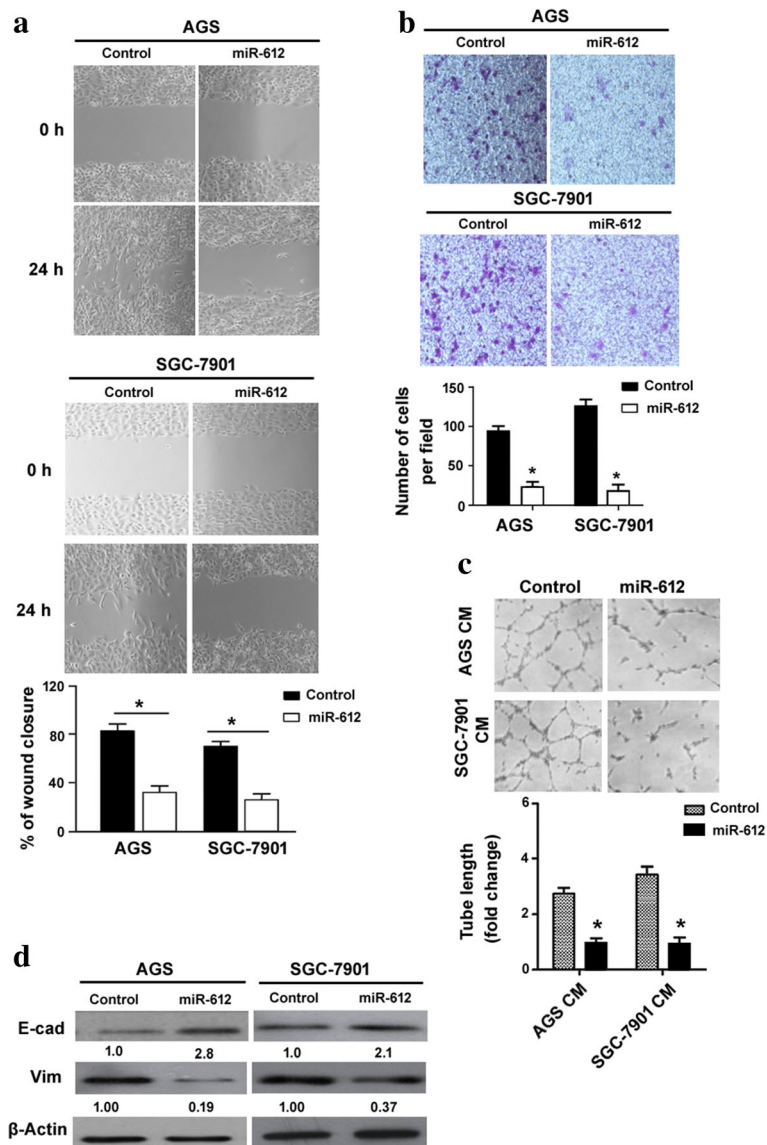 a
AGS
Control miR-612
0 h
24 h
SGC-7901
Control miR-612
0 h
24 h
120
80
40
0
% of wound closure
* *
Control
miR-612
AGS SGC-7901
b
AGS
Control miR-612
SGC-7901
Control miR-612
150
100
50
0
Number of cells
per field
Control
miR-612
* *
AGS SGC-7901
c
Control miR-612
AGS CM
SGC-7901
CM
6
4
2
0
Tube length
(fold change)
Control
miR-612
* *
AGS CM
SGC-7901 CM
d
AGS SGC-7901
Control miR-612 Control miR-612
E-cad
1.0 2.8 1.0 2.1
Vim
1.00 0.19 1.00 0.37
β-Actin